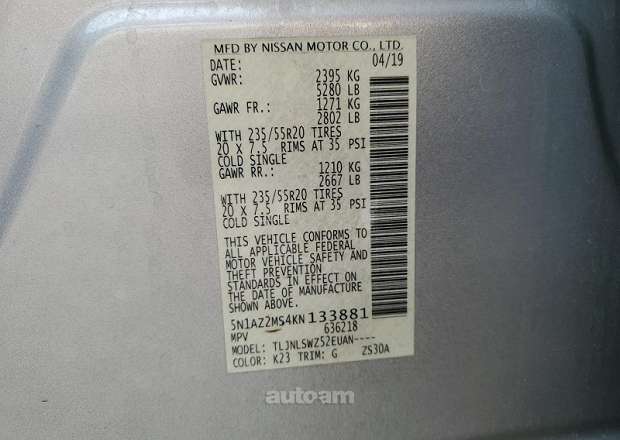 MFD BY NISSAN MOTOR CO., LTD.
DATE: 04/19
GVWR: 2395 KG
5280 LB
GAWR FR.: 1271 KG
2802 LB
WITH 235/55R20 TIRES
20 X 7.5 RIMS AT 35 PSI
COLD SINGLE
GAWR RR.: 1210 KG
2667 LB
WITH 235/55R20 TIRES
20 X 7.5 RIMS AT 35 PSI
COLD SINGLE
THIS VEHICLE CONFORMS TO
ALL APPLICABLE FEDERAL
MOTOR VEHICLE SAFETY AND
THEFT PREVENTION
STANDARDS IN EFFECT ON
THE DATE OF MANUFACTURE
SHOWN ABOVE.
5N1AZ2MS4KN133881
MPV 636218
MODEL: TLJNLSWZ52EUAN----
COLOR: K23 TRIM: G ZS30A
autoam